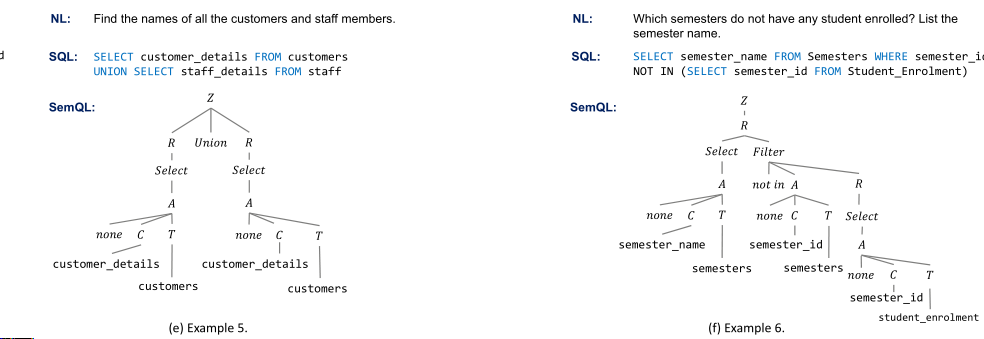 NL: Find the names of all the customers and staff members.
SQL: SELECT customer_details FROM customers
UNION SELECT staff_details FROM staff
SemQL:
Z
R Union R
Select Select
A A
none C T none C T
customer_details customer_details
customers customers
(e) Example 5.
NL: Which semesters do not have any student enrolled? List the
semester name.
SQL: SELECT semester_name FROM Semesters WHERE semester_id
NOT IN (SELECT semester_id FROM Student_Enrolment)
SemQL:
Z
R
Select Filter
A not in A R
none C T none C T Select
semester_name semester_id A
semesters semesters none C T
semester_id
student_enrolment
(f) Example 6.